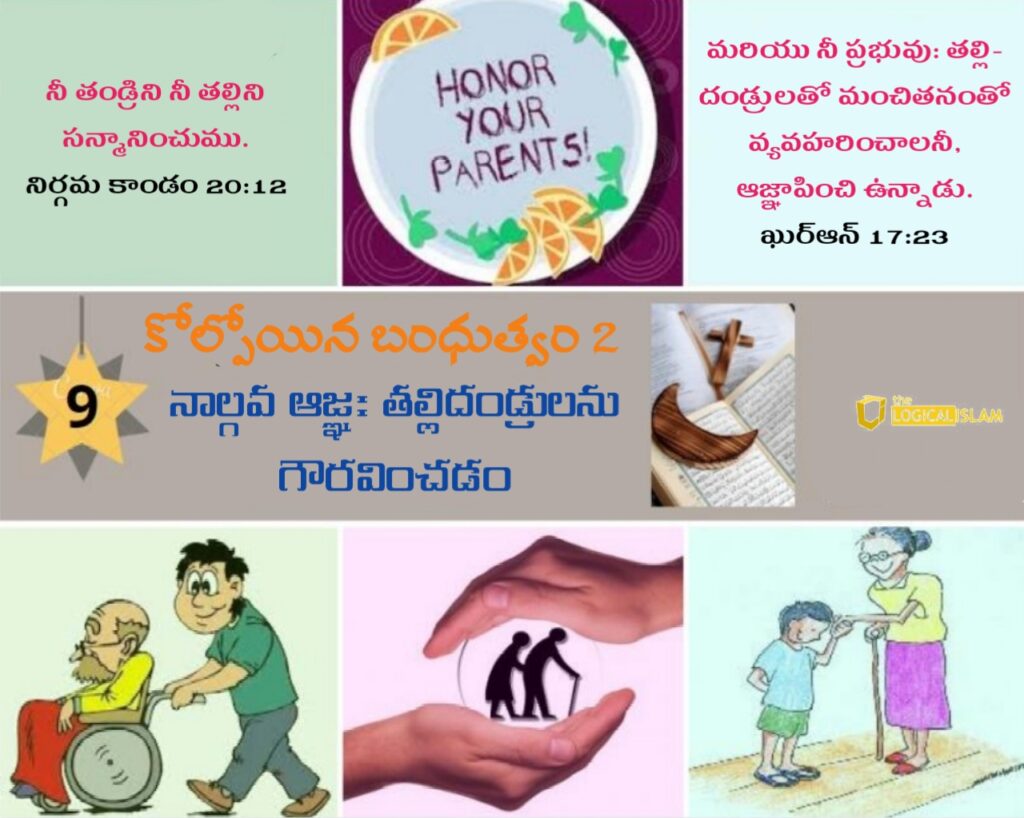 నీ తండ్రిని నీ తల్లిని
సన్మానించుము.
నిర్గమ కాండం 20:12
HONOR
YOUR
PARENTS!
మరియు నీ ప్రభువు: తల్లి-
దండ్రులతో మంచితనంతో
వ్యవహరించాలనీ,
ఆజ్ఞాపించి ఉన్నాడు.
ఖుర్ఆన్ 17:23
9
కోల్పోయిన బంధుత్వం 2
నాల్గవ ఆజ్ఞ: తల్లిదండ్రులను
గౌరవించడం
the
LOGICAL ISLAM